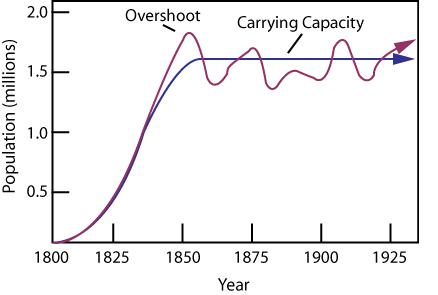 Overshoot
Carrying Capacity
Population (millions)
2.0
1.5
1.0
0.5
1800 1825 1850 1875 1900 1925
Year